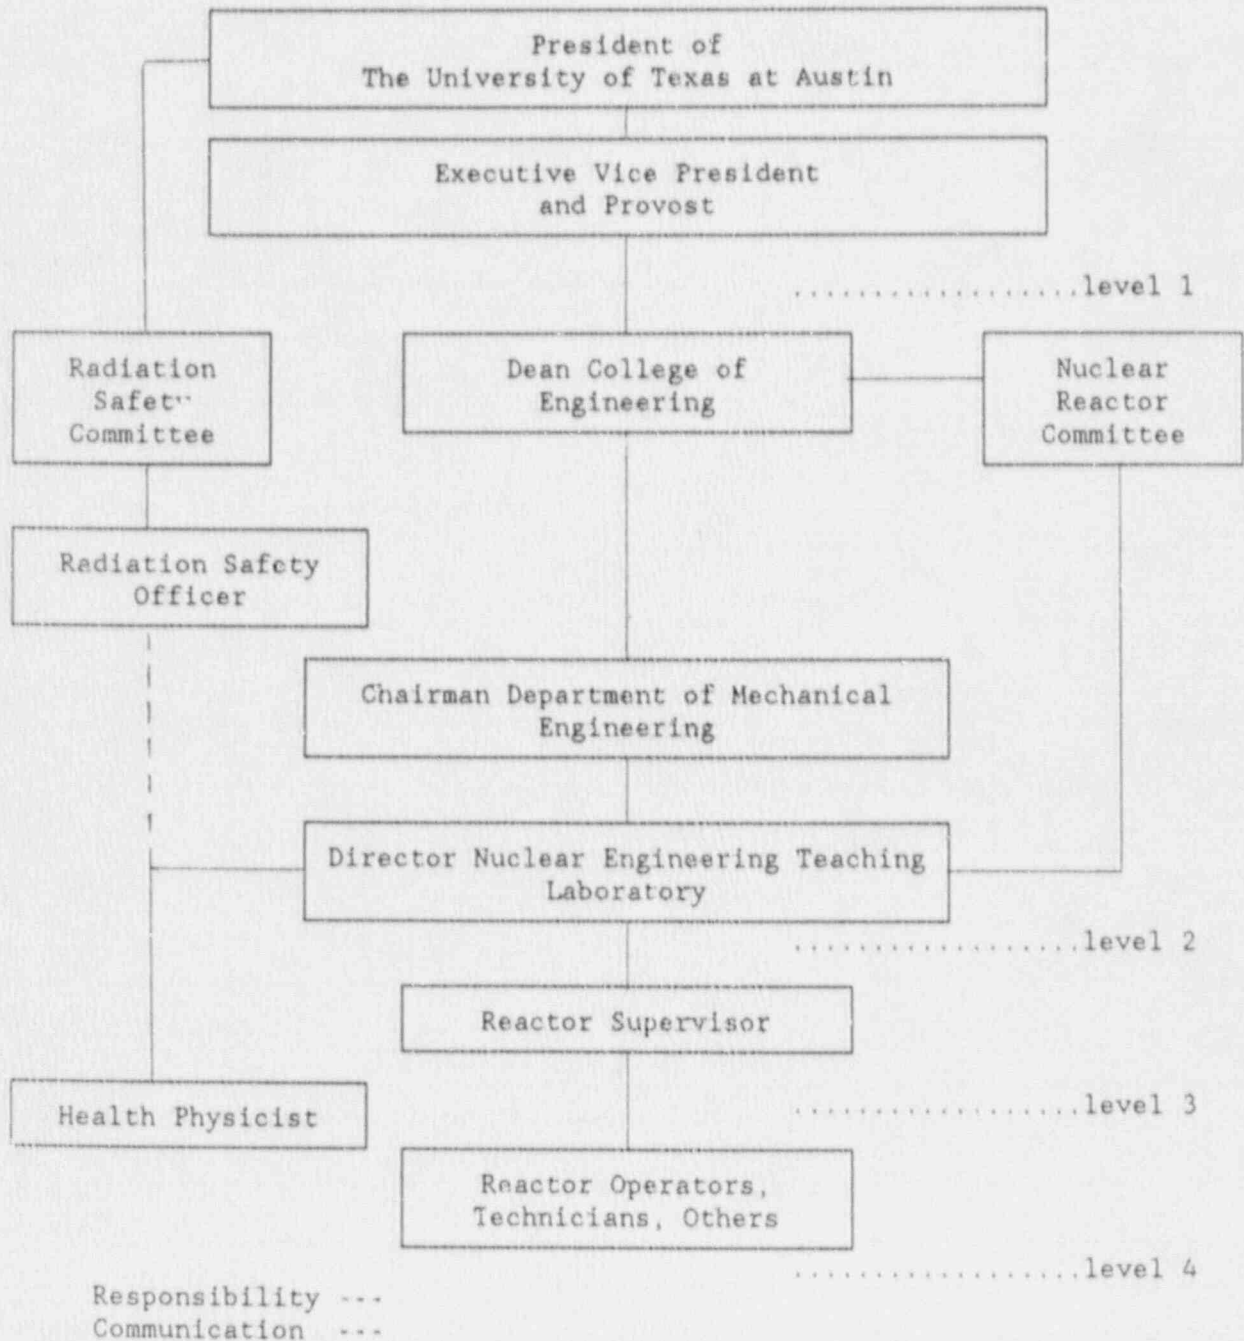 President of
The University of Texas at Austin
Executive Vice President
and Provost
..................level 1
Radiation
Safety
Committee
Dean College of
Engineering
Nuclear
Reactor
Committee
Radiation Safety
Officer
Chairman Department of Mechanical
Engineering
Director Nuclear Engineering Teaching
Laboratory
..................level 2
Reactor Supervisor
Health Physicist
..................level 3
Reactor Operators,
Technicians, Others
..................level 4
Responsibility ---
Communication ---